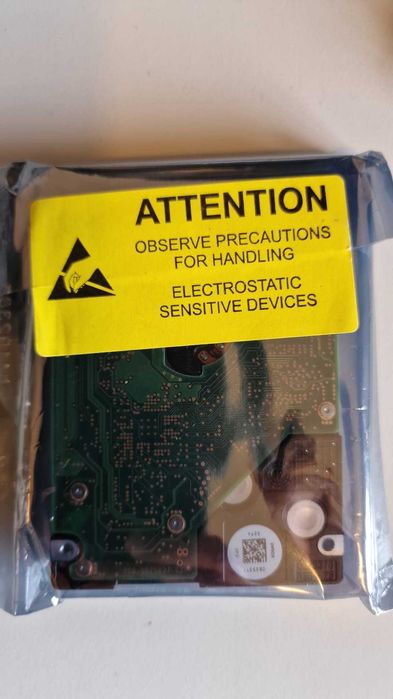 ATTENTION
OBSERVE PRECAUTIONS
FOR HANDLING
ELECTROSTATIC
SENSITIVE DEVICES